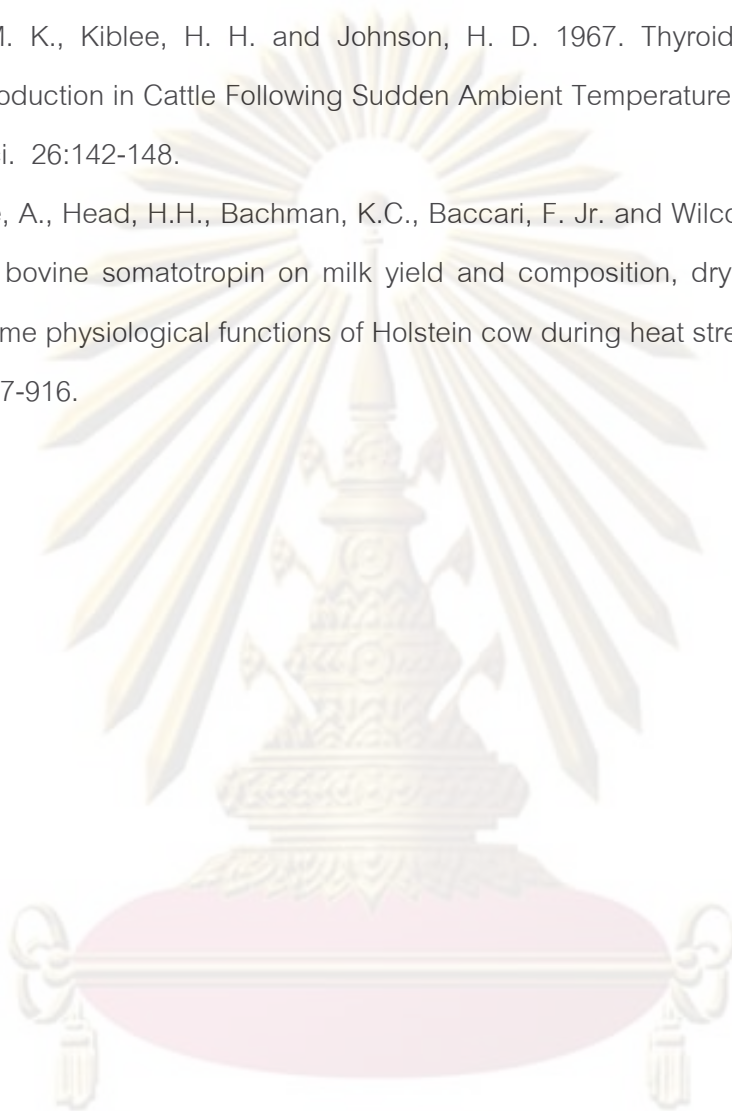 M. K., Kiblee, H. H. and Johnson, H. D. 1967. Thyroid
oduction in Cattle Following Sudden Ambient Temperature
i. 26:142-148.
, A., Head, H.H., Bachman, K.C., Baccari, F. Jr. and Wilco
bovine somatotropin on milk yield and composition, dry
me physiological functions of Holstein cow during heat stre
7-916.